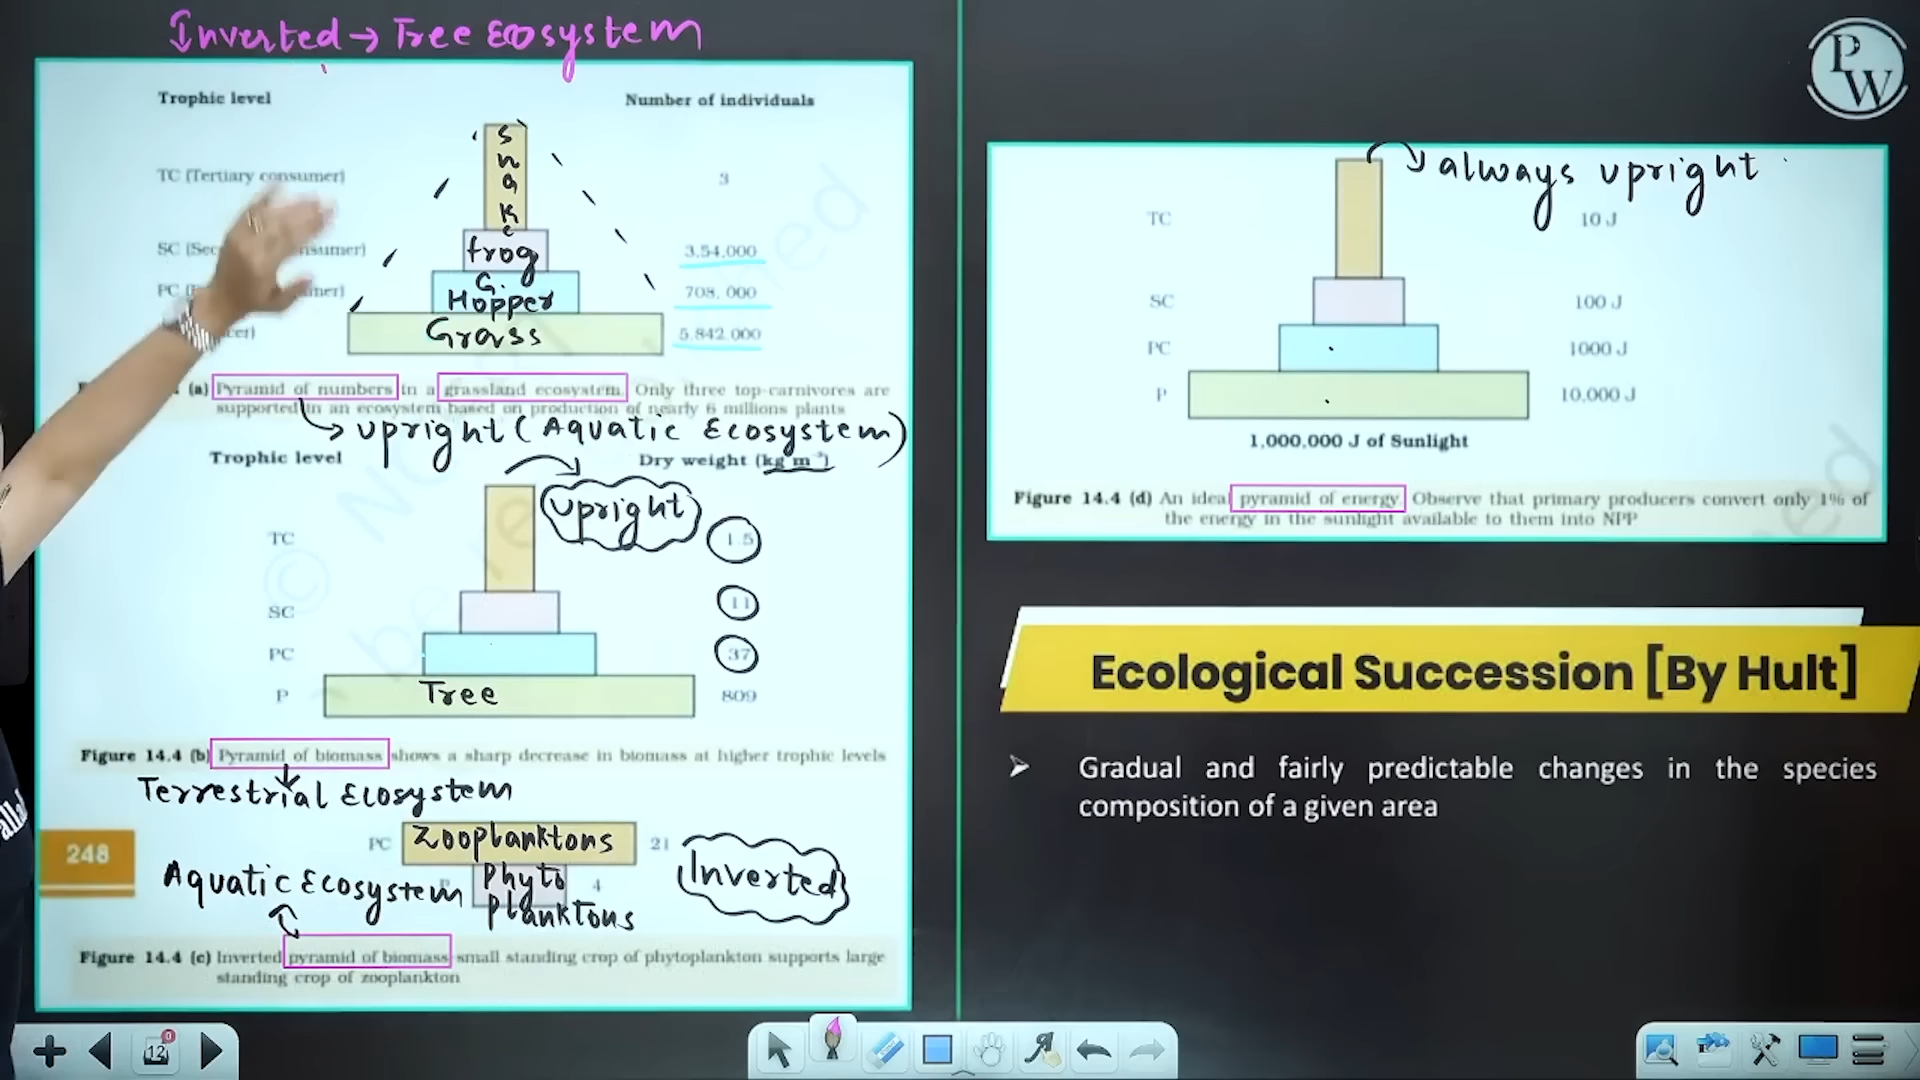 Inverted → Tree Ecosystem
Trophic level
Number of individuals
TC (Tertiary consumer)
3
SC (Sec
nsumer)
3,54,000
PC (
mer)
708, 000
cer)
5,842,000
snake
frog
G.
Hopper
Grass
(a) Pyramid of numbers in a grassland ecosystem. Only three top-carnivores are
supported in an ecosystem based on production of nearly 6 millions plants
upright (Aquatic Ecosystem)
Trophic level
Dry weight (kg m⁻²)
upright
TC
1.5
SC
11
PC
37
P
Tree
809
Figure 14.4 (b) Pyramid of biomass shows a sharp decrease in biomass at higher trophic levels
Terrestrial Ecosystem
PC
Zooplanktons
21
248
Aquatic Ecosystem
Phyto
planktons
4
Inverted
Figure 14.4 (c) Inverted pyramid of biomass small standing crop of phytoplankton supports large
standing crop of zooplankton
PW
always upright
TC
10 J
SC
100 J
PC
1000 J
P
10,000 J
1,000,000 J of Sunlight
Figure 14.4 (d) An ideal pyramid of energy. Observe that primary producers convert only 1% of
the energy in the sunlight available to them into NPP
Ecological Succession [By Hult]
➢ Gradual and fairly predictable changes in the species
composition of a given area
12